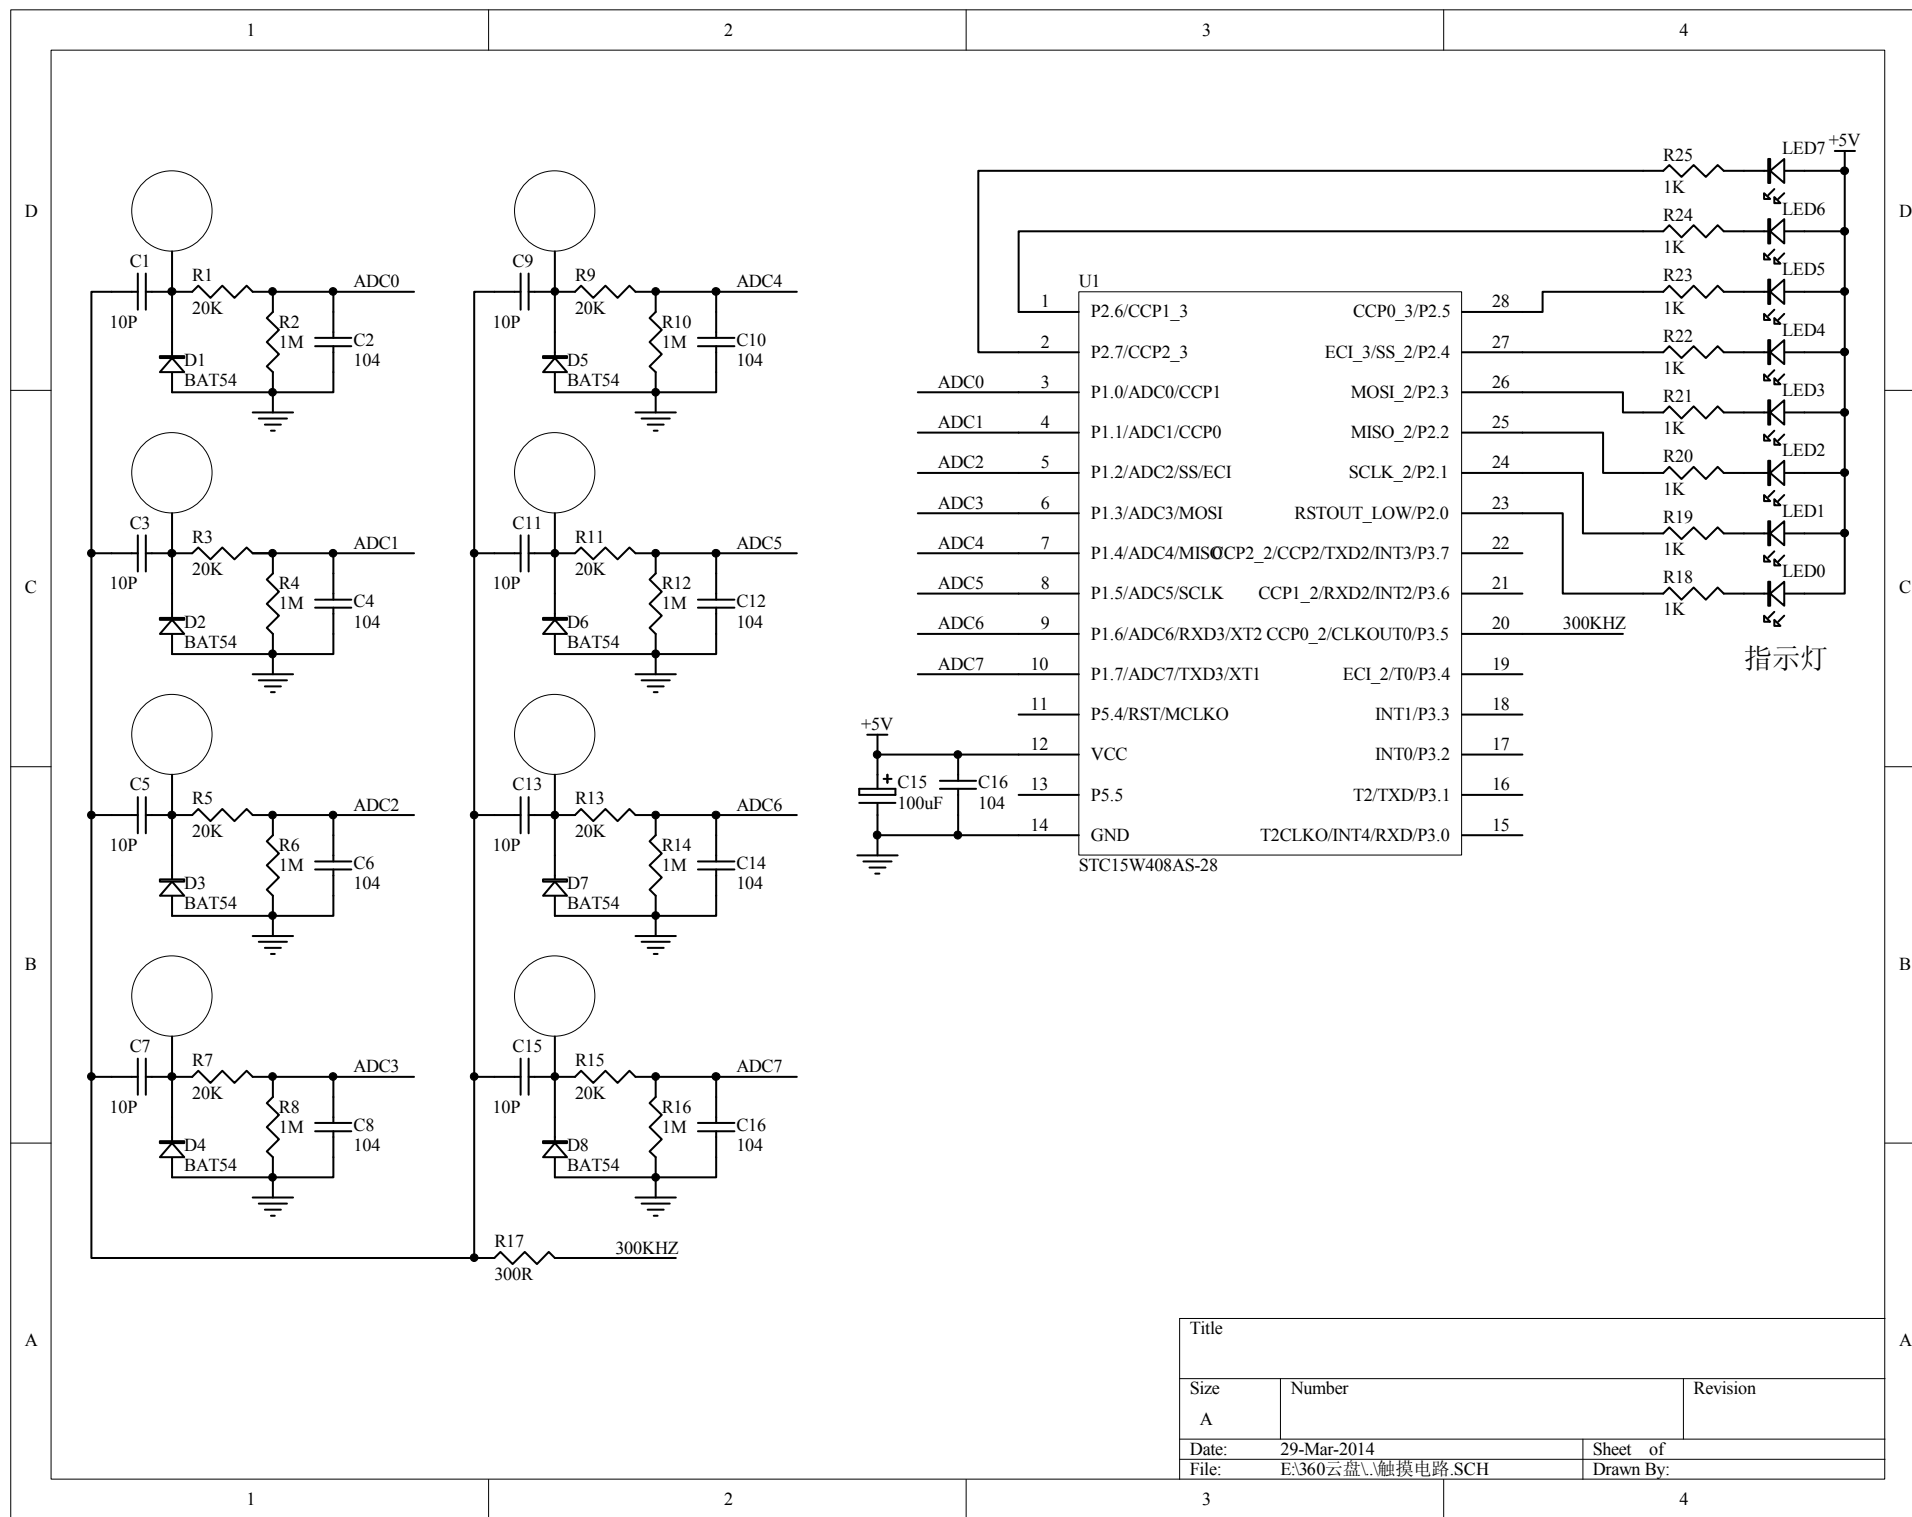 1 2 3 4
D D
C C
B B
A A
1 2 3 4
C1
10P
R1
20K
ADC0
R2
1M
C2
104
D1
BAT54
C3
10P
R3
20K
ADC1
R4
1M
C4
104
D2
BAT54
C5
10P
R5
20K
ADC2
R6
1M
C6
104
D3
BAT54
C7
10P
R7
20K
ADC3
R8
1M
C8
104
D4
BAT54
C9
10P
R9
20K
ADC4
R10
1M
C10
104
D5
BAT54
C11
10P
R11
20K
ADC5
R12
1M
C12
104
D6
BAT54
C13
10P
R13
20K
ADC6
R14
1M
C14
104
D7
BAT54
C15
10P
R15
20K
ADC7
R16
1M
C16
104
D8
BAT54
R17
300R
300KHZ
U1
1 P2.6/CCP1_3 CCP0_3/P2.5 28
2 P2.7/CCP2_3 ECI_3/SS_2/P2.4 27
ADC0 3 P1.0/ADC0/CCP1 MOSI_2/P2.3 26
ADC1 4 P1.1/ADC1/CCP0 MISO_2/P2.2 25
ADC2 5 P1.2/ADC2/SS/ECI SCLK_2/P2.1 24
ADC3 6 P1.3/ADC3/MOSI RSTOUT_LOW/P2.0 23
ADC4 7 P1.4/ADC4/MISO CCP2_2/CCP2/TXD2/INT3/P3.7 22
ADC5 8 P1.5/ADC5/SCLK CCP1_2/RXD2/INT2/P3.6 21
ADC6 9 P1.6/ADC6/RXD3/XT2 CCP0_2/CLKOUT0/P3.5 20 300KHZ
ADC7 10 P1.7/ADC7/TXD3/XT1 ECI_2/T0/P3.4 19
11 P5.4/RST/MCLKO INT1/P3.3 18
12 VCC INT0/P3.2 17
13 P5.5 T2/TXD/P3.1 16
14 GND T2CLKO/INT4/RXD/P3.0 15
STC15W408AS-28
+5V
+
C15
100uF
C16
104
+5V
R25
1K
LED7
R24
1K
LED6
R23
1K
LED5
R22
1K
LED4
R21
1K
LED3
R20
1K
LED2
R19
1K
LED1
R18
1K
LED0
指示灯
Title
Size
A
Number
Revision
Date: 29-Mar-2014 Sheet of
File: E:\360云盘\..\触摸电路.SCH Drawn By: